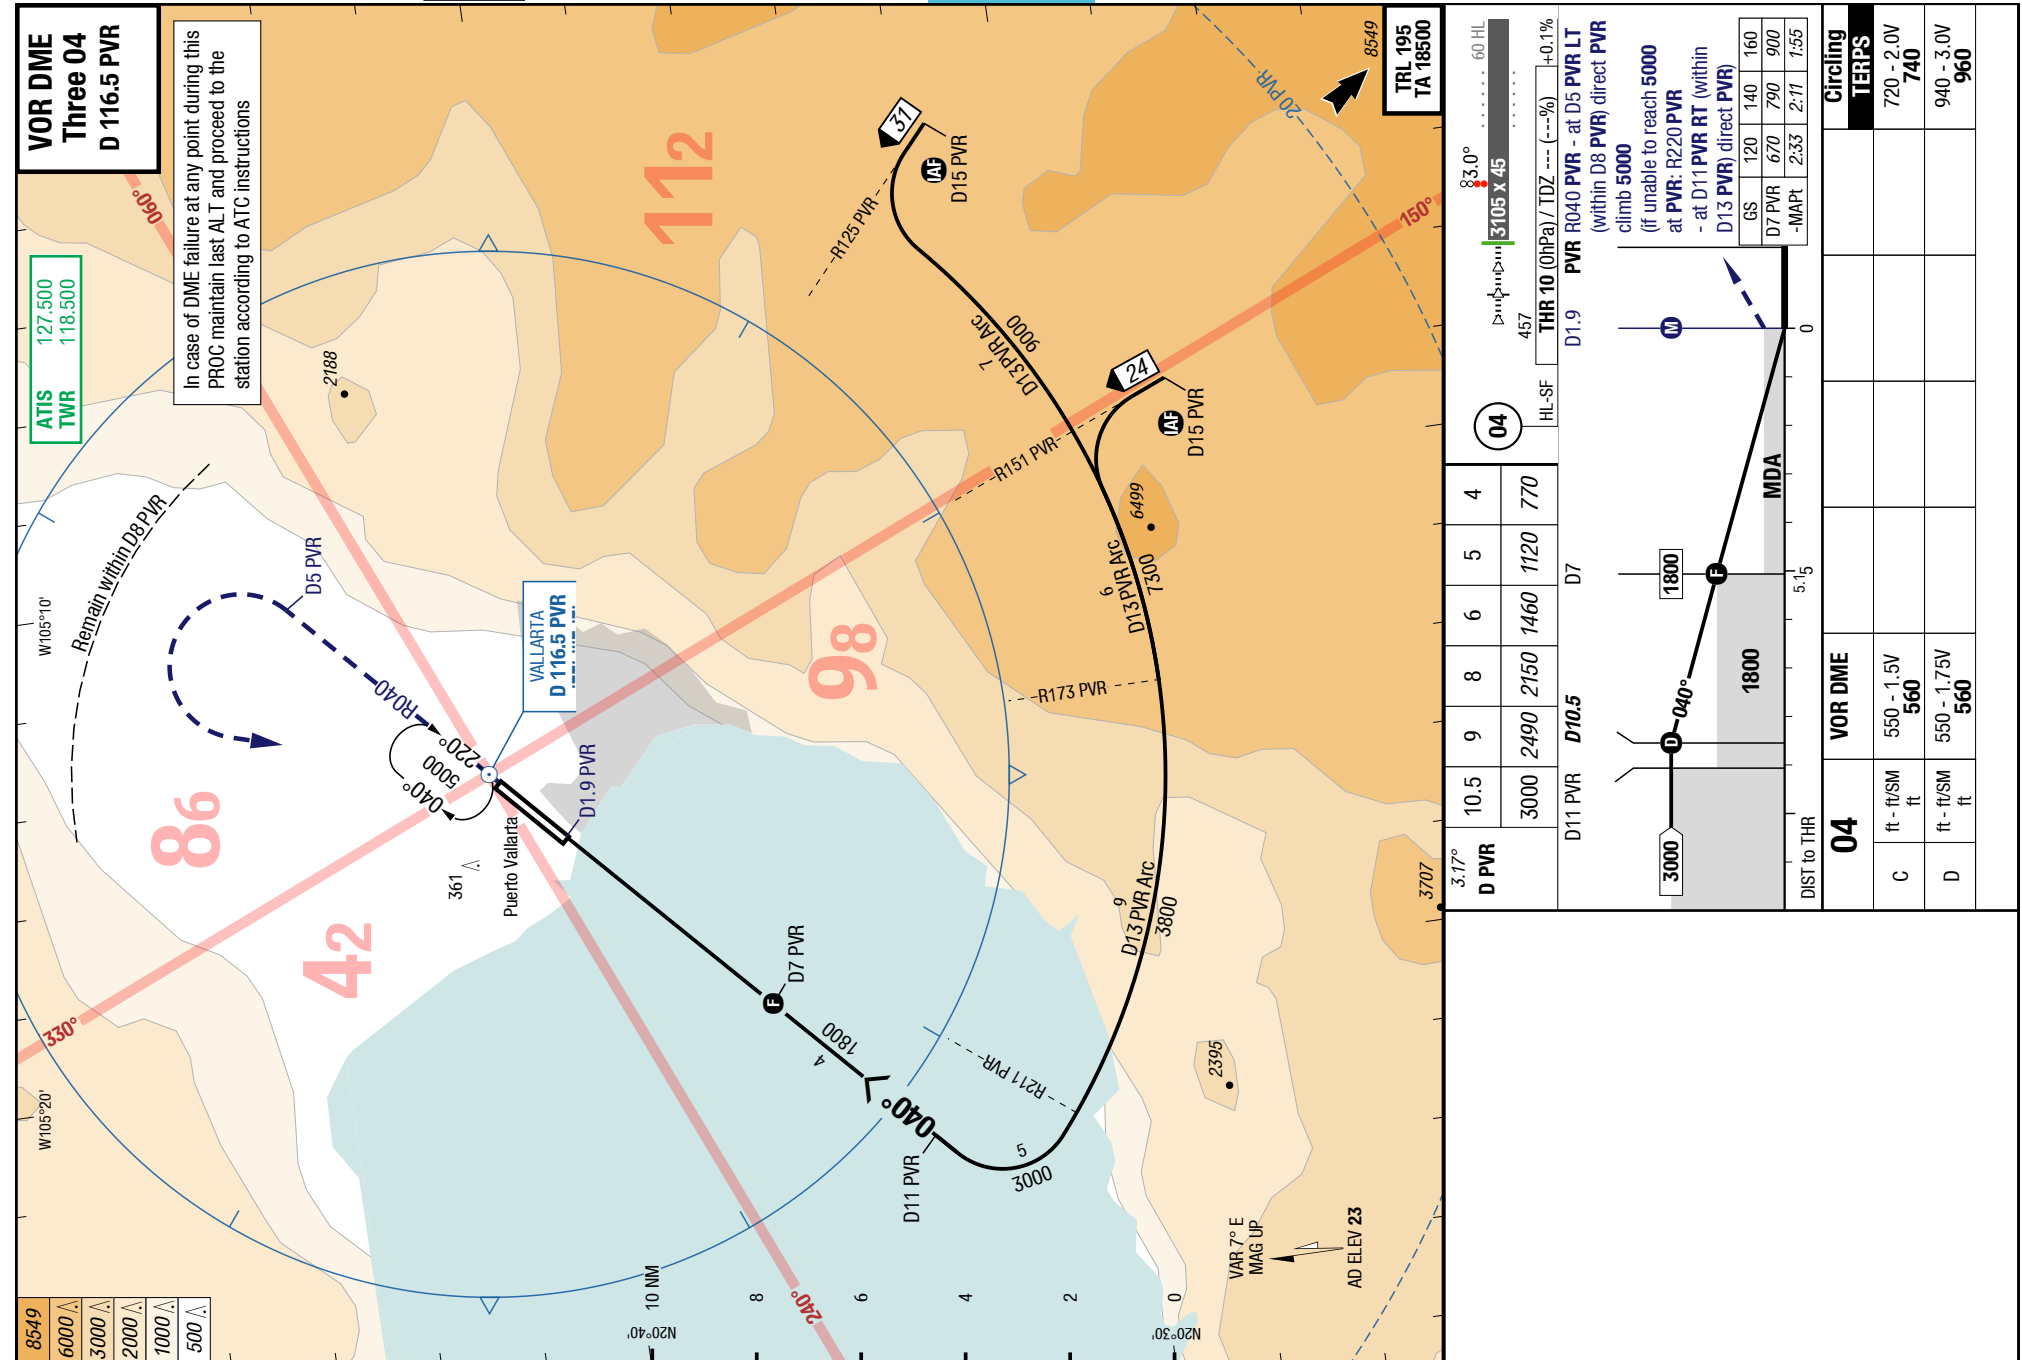 VOR DME
Three 04
D 116.5 PVR
ATIS 127.500
TWR 118.500
In case of DME failure at any point during this
PROC maintain last ALT and proceed to the
station according to ATC instructions
TRL 195
TA 18500
8549
20 PVR
060°
150°
240°
330°
11₂
9₈
8₆
4₂
2188
6499
2395
3707
361
31
IAF
D15 PVR
R125 PVR
D13 PVR Arc
7
9000
24
IAF
D15 PVR
R151 PVR
6
D13 PVR Arc
7300
R173 PVR
9
D13 PVR Arc
3800
R211 PVR
5
3000
D11 PVR
040°
4
1800
F
D7 PVR
D1.9 PVR
Puerto Vallarta
VALLARTA
D 116.5 PVR
220°
5000
040°
R040
D5 PVR
Remain within D8 PVR
W105°10'
W105°20'
N20°40'
N20°30'
10 NM
8
6
4
2
0
VAR 7° E
MAG UP
AD ELEV 23
8549
6000
3000
2000
1000
500
3.17°
D PVR
10.5 9 8 6 5 4
3000 2490 2150 1460 1120 770
04
HL-SF
457
3105 x 45
3.0°
60 HL
THR 10 (0hPa) / TDZ --- (---%)
+0.1%
D11 PVR D10.5 D7 D1.9 PVR
R040 PVR - at D5 PVR LT
(within D8 PVR) direct PVR
climb 5000
(if unable to reach 5000
at PVR: R220 PVR
- at D11 PVR RT (within
D13 PVR) direct PVR)
GS 120 140 160
D7 PVR 670 790 900
-MAPt 2:33 2:11 1:55
3000
D
040°
1800
1800
F
MDA
M
DIST to THR
5.15
0
04
VOR DME
Circling
TERPS
C
ft - ft/SM
ft
550 - 1.5V
560
720 - 2.0V
740
D
ft - ft/SM
ft
550 - 1.75V
560
940 - 3.0V
960